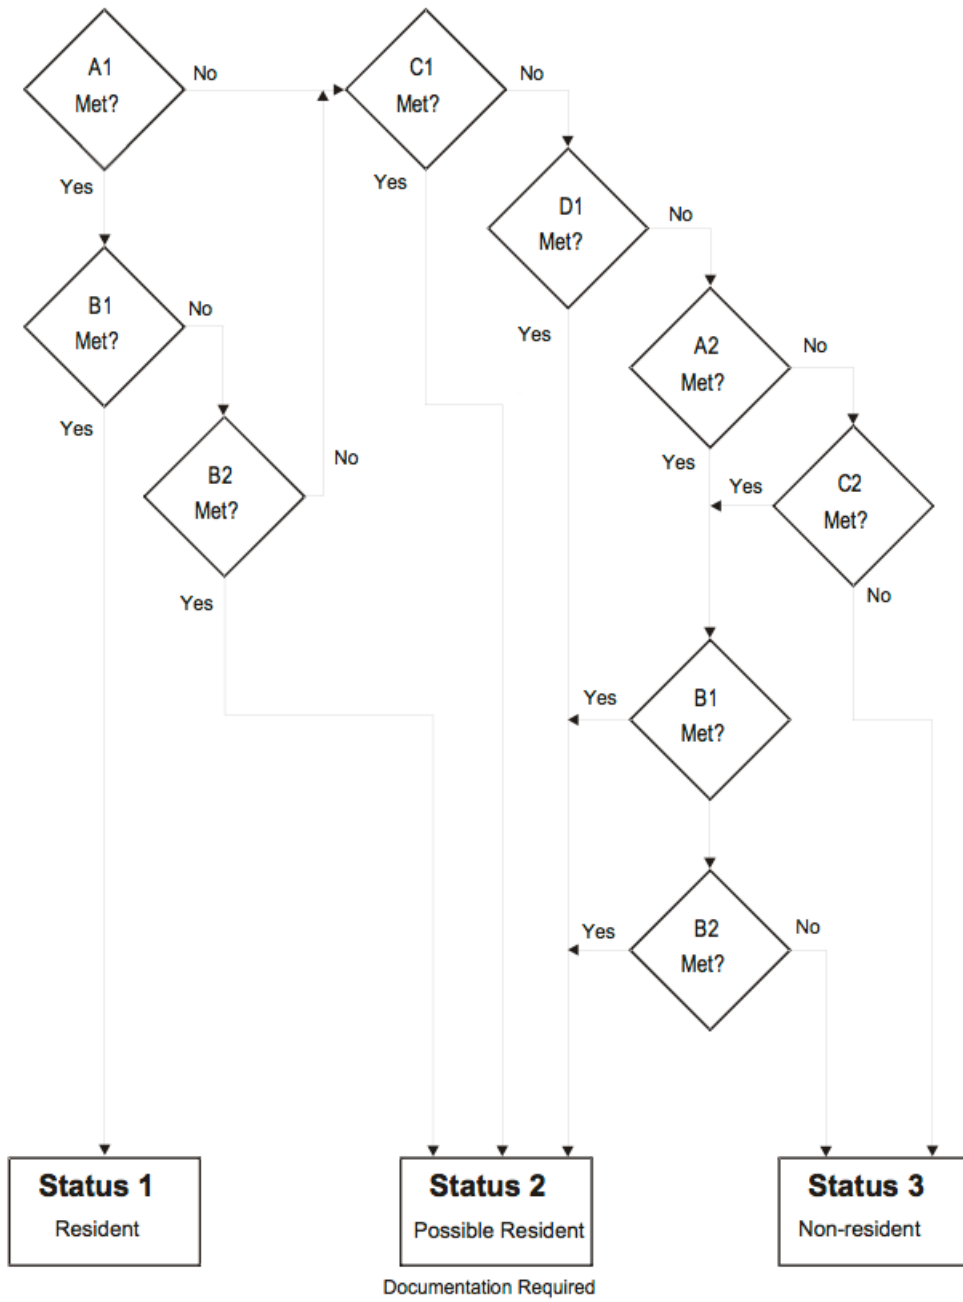 A1
Met?
No
C1
Met?
No
Yes
Yes
D1
Met?
No
B1
Met?
No
Yes
A2
Met?
No
Yes
B2
Met?
No
Yes
Yes
C2
Met?
Yes
No
B1
Met?
Yes
B2
Met?
Yes
No
Status 1
Resident
Status 2
Possible Resident
Status 3
Non-resident
Documentation Required